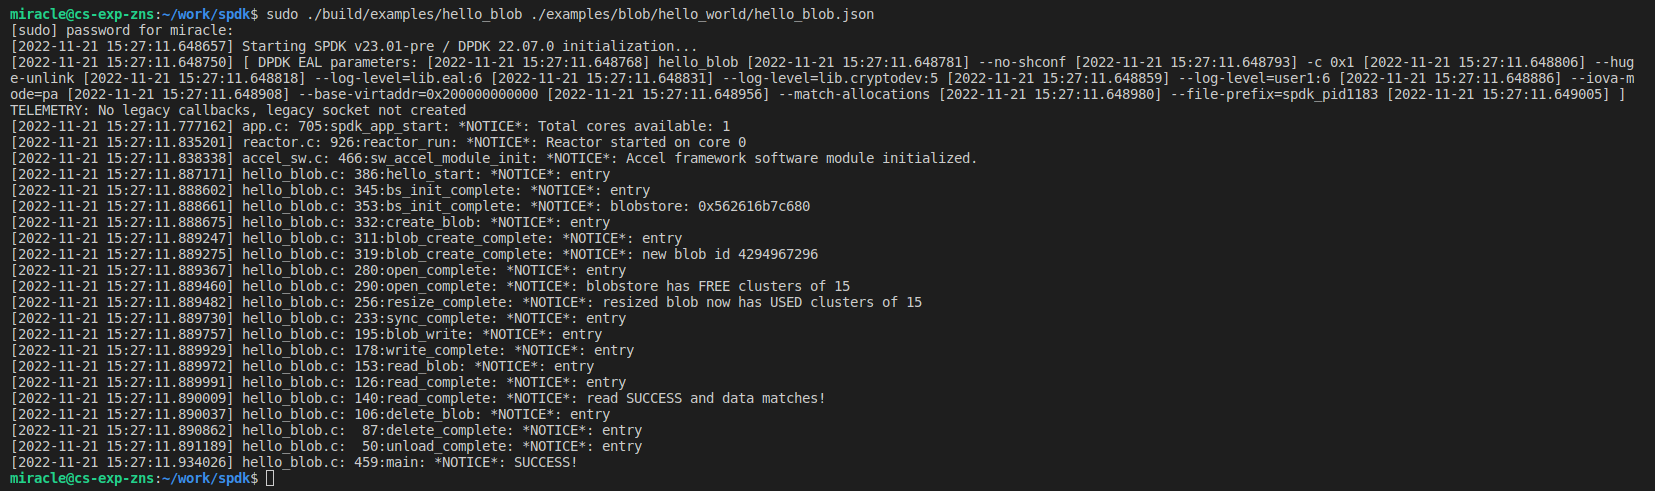 miracle@cs-exp-zns:~/work/spdk$ sudo ./build/examples/hello_blob ./examples/blob/hello_world/hello_blob.json
[sudo] password for miracle:
[2022-11-21 15:27:11.648657] Starting SPDK v23.01-pre / DPDK 22.07.0 initialization...
[2022-11-21 15:27:11.648750] [ DPDK EAL parameters: [2022-11-21 15:27:11.648768] hello_blob [2022-11-21 15:27:11.648781] --no-shconf [2022-11-21 15:27:11.648793] -c 0x1 [2022-11-21 15:27:11.648806] --hug
e-unlink [2022-11-21 15:27:11.648818] --log-level=lib.eal:6 [2022-11-21 15:27:11.648831] --log-level=lib.cryptodev:5 [2022-11-21 15:27:11.648859] --log-level=user1:6 [2022-11-21 15:27:11.648886] --iova-m
ode=pa [2022-11-21 15:27:11.648908] --base-virtaddr=0x200000000000 [2022-11-21 15:27:11.648956] --match-allocations [2022-11-21 15:27:11.648980] --file-prefix=spdk_pid1183 [2022-11-21 15:27:11.649005] ]
TELEMETRY: No legacy callbacks, legacy socket not created
[2022-11-21 15:27:11.777162] app.c: 705:spdk_app_start: *NOTICE*: Total cores available: 1
[2022-11-21 15:27:11.835201] reactor.c: 926:reactor_run: *NOTICE*: Reactor started on core 0
[2022-11-21 15:27:11.838338] accel_sw.c: 466:sw_accel_module_init: *NOTICE*: Accel framework software module initialized.
[2022-11-21 15:27:11.887171] hello_blob.c: 386:hello_start: *NOTICE*: entry
[2022-11-21 15:27:11.888602] hello_blob.c: 345:bs_init_complete: *NOTICE*: entry
[2022-11-21 15:27:11.888661] hello_blob.c: 353:bs_init_complete: *NOTICE*: blobstore: 0x562616b7c680
[2022-11-21 15:27:11.888675] hello_blob.c: 332:create_blob: *NOTICE*: entry
[2022-11-21 15:27:11.889247] hello_blob.c: 311:blob_create_complete: *NOTICE*: entry
[2022-11-21 15:27:11.889275] hello_blob.c: 319:blob_create_complete: *NOTICE*: new blob id 4294967296
[2022-11-21 15:27:11.889367] hello_blob.c: 280:open_complete: *NOTICE*: entry
[2022-11-21 15:27:11.889460] hello_blob.c: 290:open_complete: *NOTICE*: blobstore has FREE clusters of 15
[2022-11-21 15:27:11.889482] hello_blob.c: 256:resize_complete: *NOTICE*: resized blob now has USED clusters of 15
[2022-11-21 15:27:11.889730] hello_blob.c: 233:sync_complete: *NOTICE*: entry
[2022-11-21 15:27:11.889757] hello_blob.c: 195:blob_write: *NOTICE*: entry
[2022-11-21 15:27:11.889929] hello_blob.c: 178:write_complete: *NOTICE*: entry
[2022-11-21 15:27:11.889972] hello_blob.c: 153:read_blob: *NOTICE*: entry
[2022-11-21 15:27:11.889991] hello_blob.c: 126:read_complete: *NOTICE*: entry
[2022-11-21 15:27:11.890009] hello_blob.c: 140:read_complete: *NOTICE*: read SUCCESS and data matches!
[2022-11-21 15:27:11.890037] hello_blob.c: 106:delete_blob: *NOTICE*: entry
[2022-11-21 15:27:11.890862] hello_blob.c:  87:delete_complete: *NOTICE*: entry
[2022-11-21 15:27:11.891189] hello_blob.c:  50:unload_complete: *NOTICE*: entry
[2022-11-21 15:27:11.934026] hello_blob.c: 459:main: *NOTICE*: SUCCESS!
miracle@cs-exp-zns:~/work/spdk$